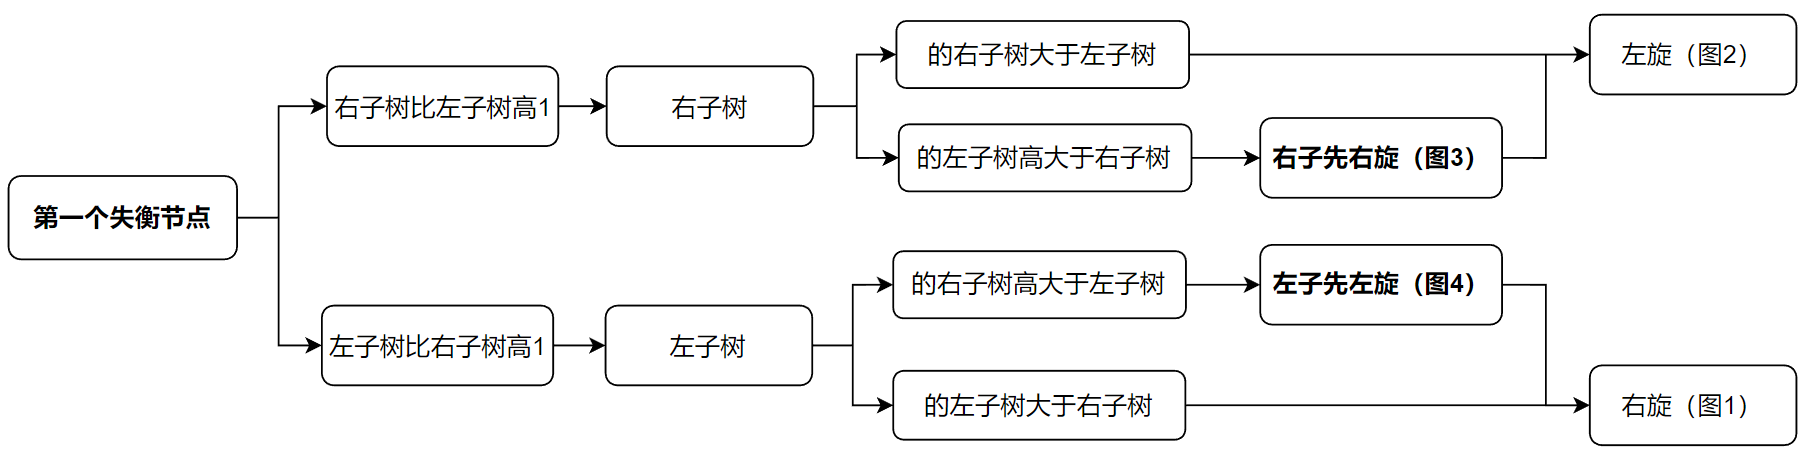 第一个失衡节点
右子树比左子树高1
右子树
的右子树大于左子树
左旋（图2）
的左子树高大于右子树
右子先右旋（图3）
左子树比右子树高1
左子树
的右子树高大于左子树
左子先左旋（图4）
的左子树大于右子树
右旋（图1）